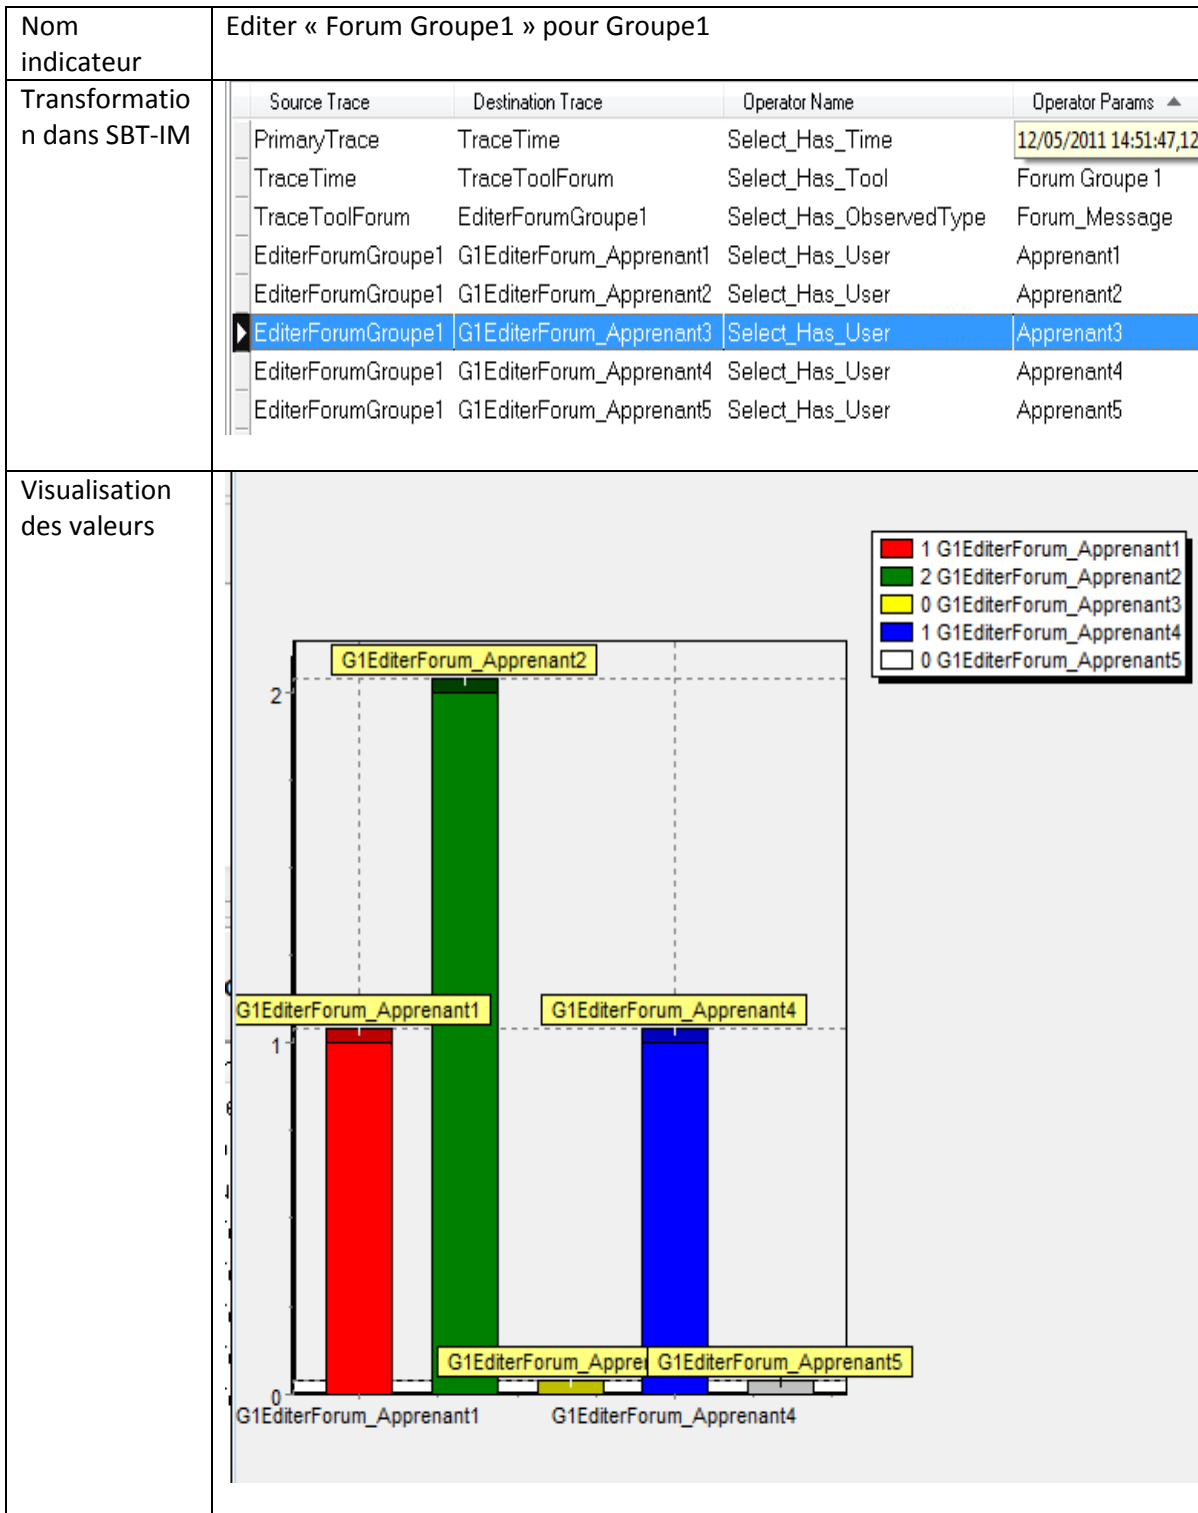 Nom
indicateur
Editer « Forum Groupe1 » pour Groupe1
Transformatio
n dans SBT-IM
Source Trace Destination Trace Operator Name Operator Params
PrimaryTrace TraceTime Select_Has_Time 12/05/2011 14:51:47,12
TraceTime TraceToolForum Select_Has_Tool Forum Groupe 1
TraceToolForum EditerForumGroupe1 Select_Has_ObservedType Forum_Message
EditerForumGroupe1 G1EditerForum_Apprenant1 Select_Has_User Apprenant1
EditerForumGroupe1 G1EditerForum_Apprenant2 Select_Has_User Apprenant2
EditerForumGroupe1 G1EditerForum_Apprenant3 Select_Has_User Apprenant3
EditerForumGroupe1 G1EditerForum_Apprenant4 Select_Has_User Apprenant4
EditerForumGroupe1 G1EditerForum_Apprenant5 Select_Has_User Apprenant5
Visualisation
des valeurs
1 G1EditerForum_Apprenant1
2 G1EditerForum_Apprenant2
0 G1EditerForum_Apprenant3
1 G1EditerForum_Apprenant4
0 G1EditerForum_Apprenant5
G1EditerForum_Apprenant2
2
G1EditerForum_Apprenant1 G1EditerForum_Apprenant4
1
G1EditerForum_Appre G1EditerForum_Apprenant5
0
G1EditerForum_Apprenant1 G1EditerForum_Apprenant4